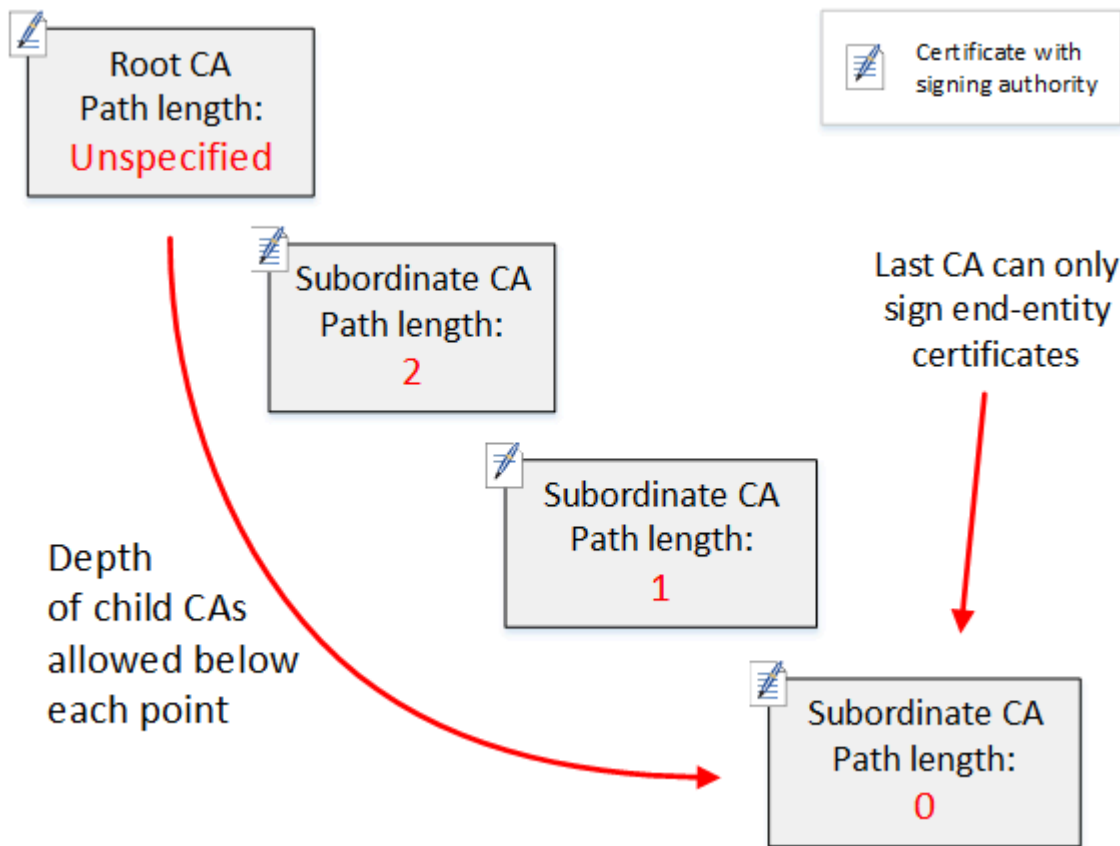 Root CA
Path length:
Unspecified
Certificate with
signing authority
Subordinate CA
Path length:
2
Last CA can only
sign end-entity
certificates
Subordinate CA
Path length:
1
Depth
of child CAs
allowed below
each point
Subordinate CA
Path length:
0